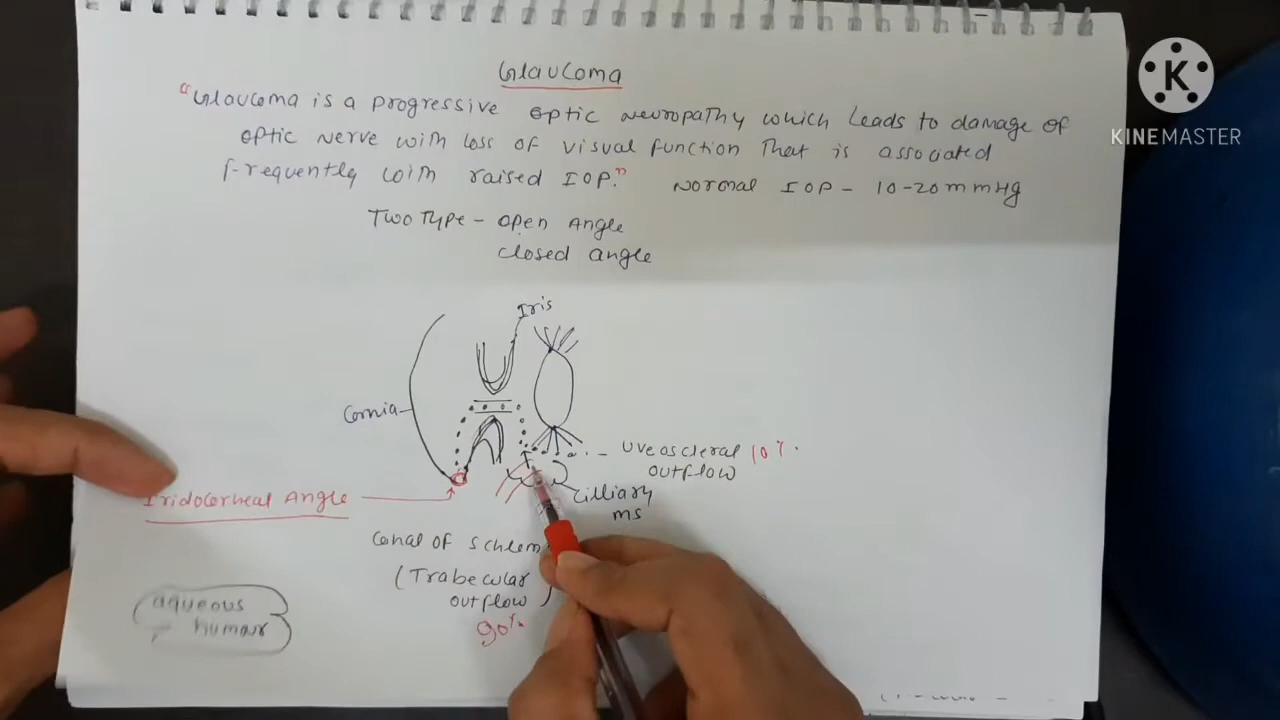 Glaucoma
"Glaucoma is a progressive optic neuropathy which leads to damage of
optic nerve with loss of visual function that is associated
frequently with raised IOP."
Normal IOP - 10-20 mmHg
Two Type - open Angle
closed angle
Iris
Cornia
uveoscleral 10%
outflow
Cilliary
ms
Iridocorneal Angle
Canal OF Schlem
(Trabecular
outflow)
90%
aqueous
humour
K
KINEMASTER